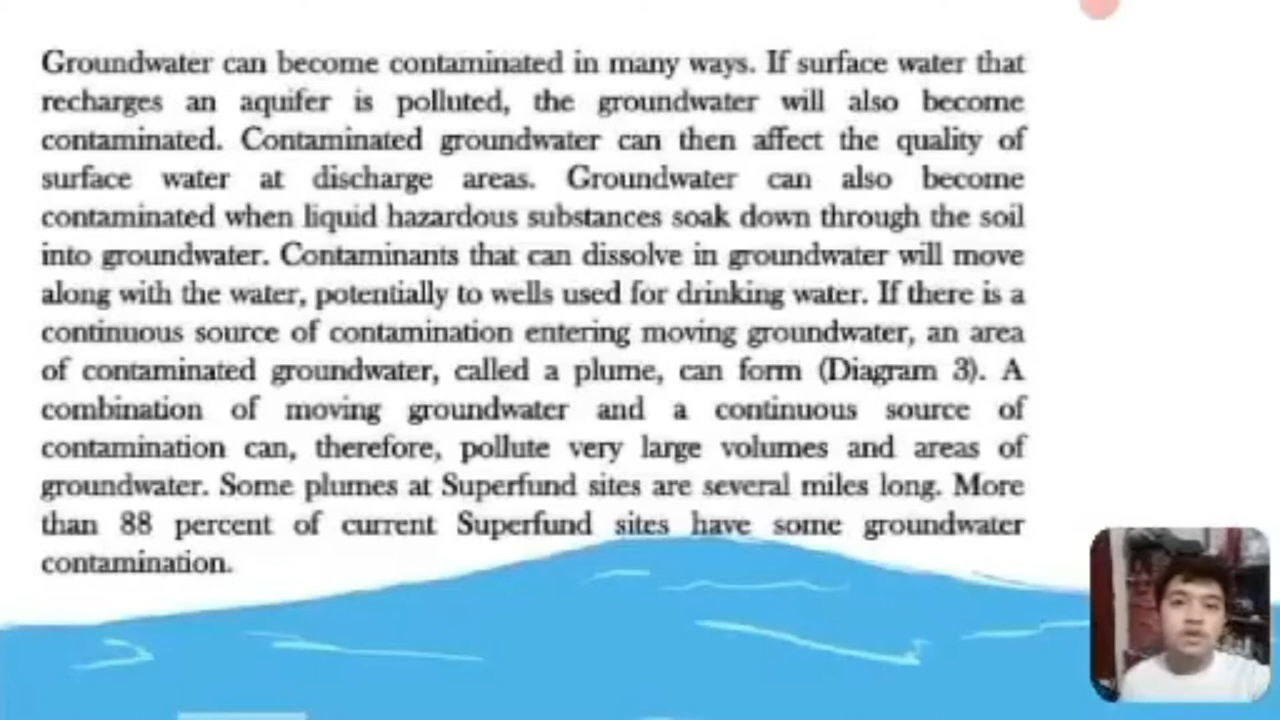 Groundwater can become contaminated in many ways. If surface water that
recharges an aquifer is polluted, the groundwater will also become
contaminated. Contaminated groundwater can then affect the quality of
surface water at discharge areas. Groundwater can also become
contaminated when liquid hazardous substances soak down through the soil
into groundwater. Contaminants that can dissolve in groundwater will move
along with the water, potentially to wells used for drinking water. If there is a
continuous source of contamination entering moving groundwater, an area
of contaminated groundwater, called a plume, can form (Diagram 3). A
combination of moving groundwater and a continuous source of
contamination can, therefore, pollute very large volumes and areas of
groundwater. Some plumes at Superfund sites are several miles long. More
than 88 percent of current Superfund sites have some groundwater
contamination.